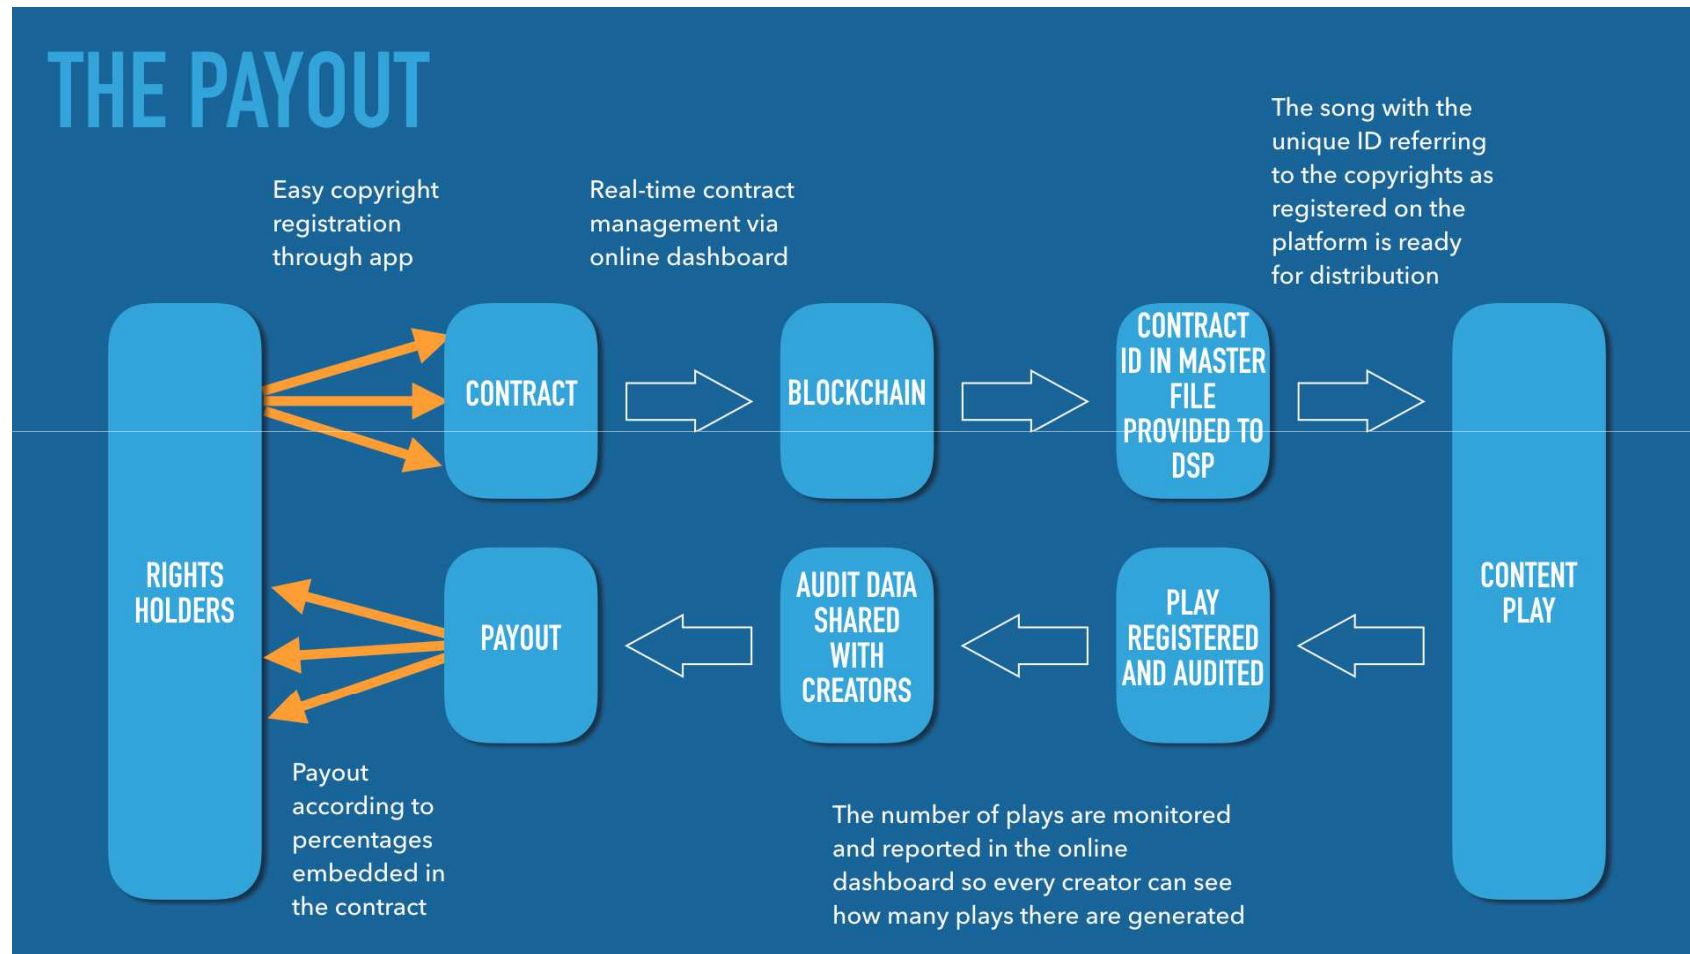 THE PAYOUT
Easy copyright
registration
through app
Real-time contract
management via
online dashboard
The song with the
unique ID referring
to the copyrights as
registered on the
platform is ready
for distribution
RIGHTS
HOLDERS
CONTRACT
BLOCKCHAIN
CONTRACT
ID IN MASTER
FILE
PROVIDED TO
DSP
CONTENT
PLAY
PLAY
REGISTERED
AND AUDITED
AUDIT DATA
SHARED
WITH
CREATORS
PAYOUT
Payout
according to
percentages
embedded in
the contract
The number of plays are monitored
and reported in the online
dashboard so every creator can see
how many plays there are generated